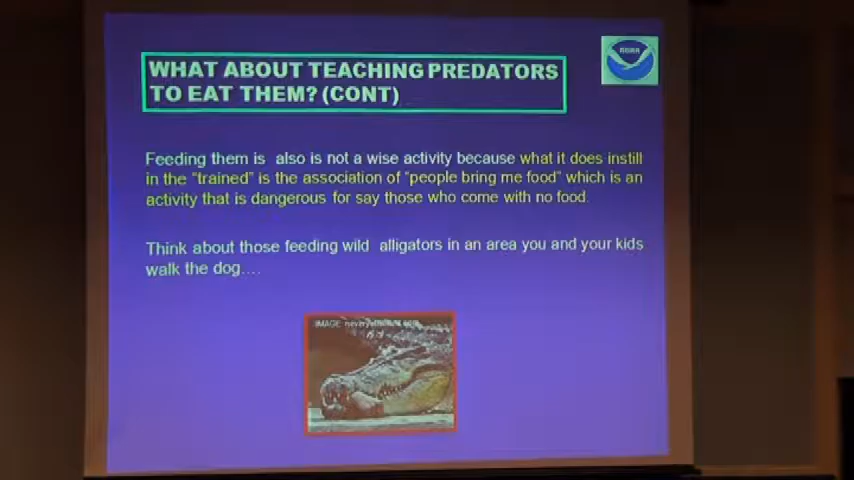 NOAA
WHAT ABOUT TEACHING PREDATORS
TO EAT THEM? (CONT)
Feeding them is also is not a wise activity because what it does instill
in the "trained" is the association of "people bring me food" which is an
activity that is dangerous for say those who come with no food.
Think about those feeding wild alligators in an area you and your kids
walk the dog....
IMAGE: